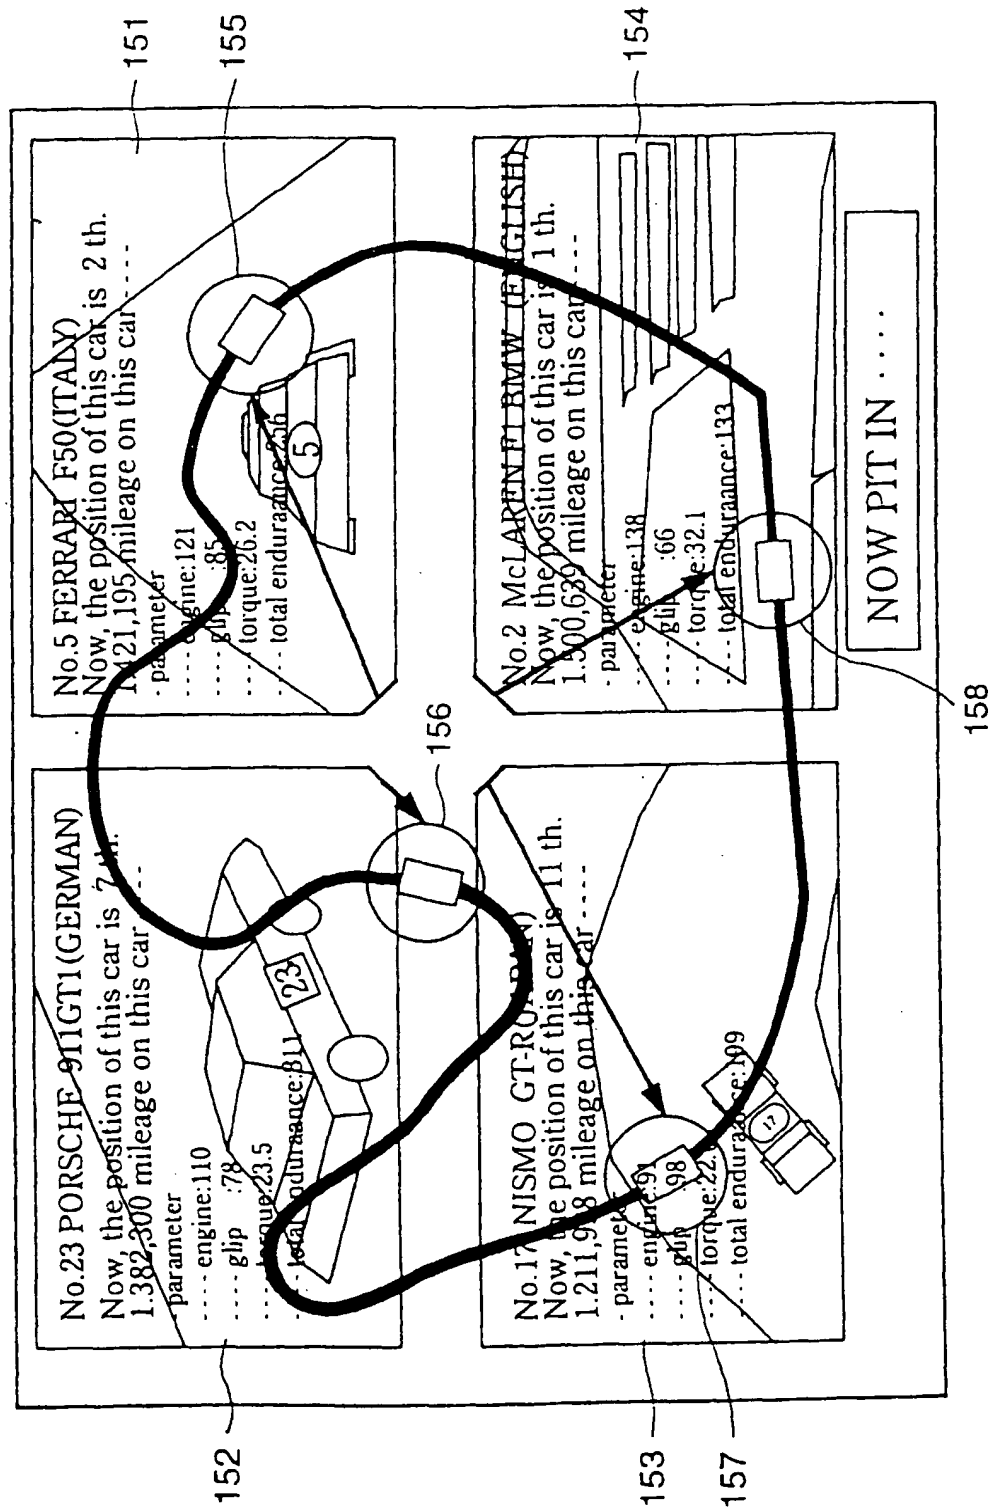 152
153
157
No.23 PORSCHE 911GT1(GERMAN)
Now, the position of this car is 7 th.
1.382,300 mileage on this car ----
- parameter
---- engine:110
---- glip :78
---- torque:23.5
---- total enduraance:311
23
156
151
155
No.5 FERRARI F50(ITALY)
Now, the position of this car is 2 th.
1.421,195 mileage on this car ----
- parameter
---- engine:121
---- glip :85
---- torque:26.2
---- total enduraance:256
5
No.17 NISMO GT-R(JAPAN)
Now, the position of this car is 11 th.
mileage on this car ----
- parameter
---- engine:91
---- glip :98
---- torque:22.
---- total enduraance:109
17
154
No.2 McLAREN F1 BMW (ENGLISH)
Now, the position of this car is 1 th.
1.500,639 mileage on this car ----
- parameter
---- engine:138
---- glip :66
---- torque:32.1
---- total enduraance:133
NOW PIT IN ····
158